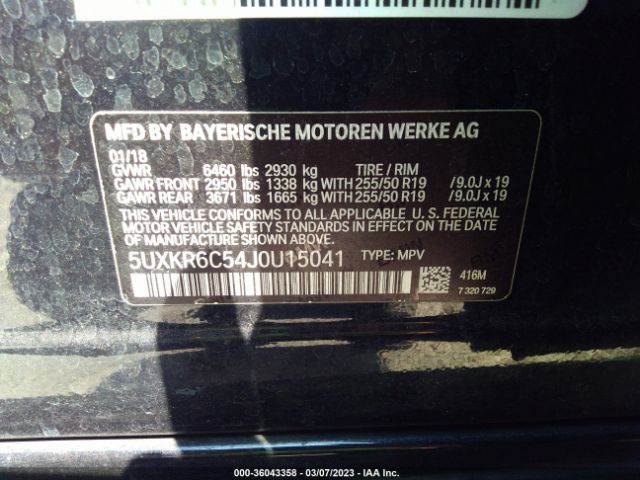 MFD BY BAYERISCHE MOTOREN WERKE AG
01/18
GVWR 6460 lbs 2930 kg TIRE / RIM
GAWR FRONT 2950 lbs 1338 kg WITH 255/50 R19 /9.0J x 19
GAWR REAR 3671 lbs 1665 kg WITH 255/50 R19 /9.0J x 19
THIS VEHICLE CONFORMS TO ALL APPLICABLE U. S. FEDERAL
MOTOR VEHICLE SAFETY STANDARDS IN EFFECT ON THE
DATE OF MANUFACTURE SHOWN ABOVE.
5UXKR6C54J0U15041 TYPE: MPV
416M
7 320 729
000-36043358 - 03/07/2023 - IAA Inc.